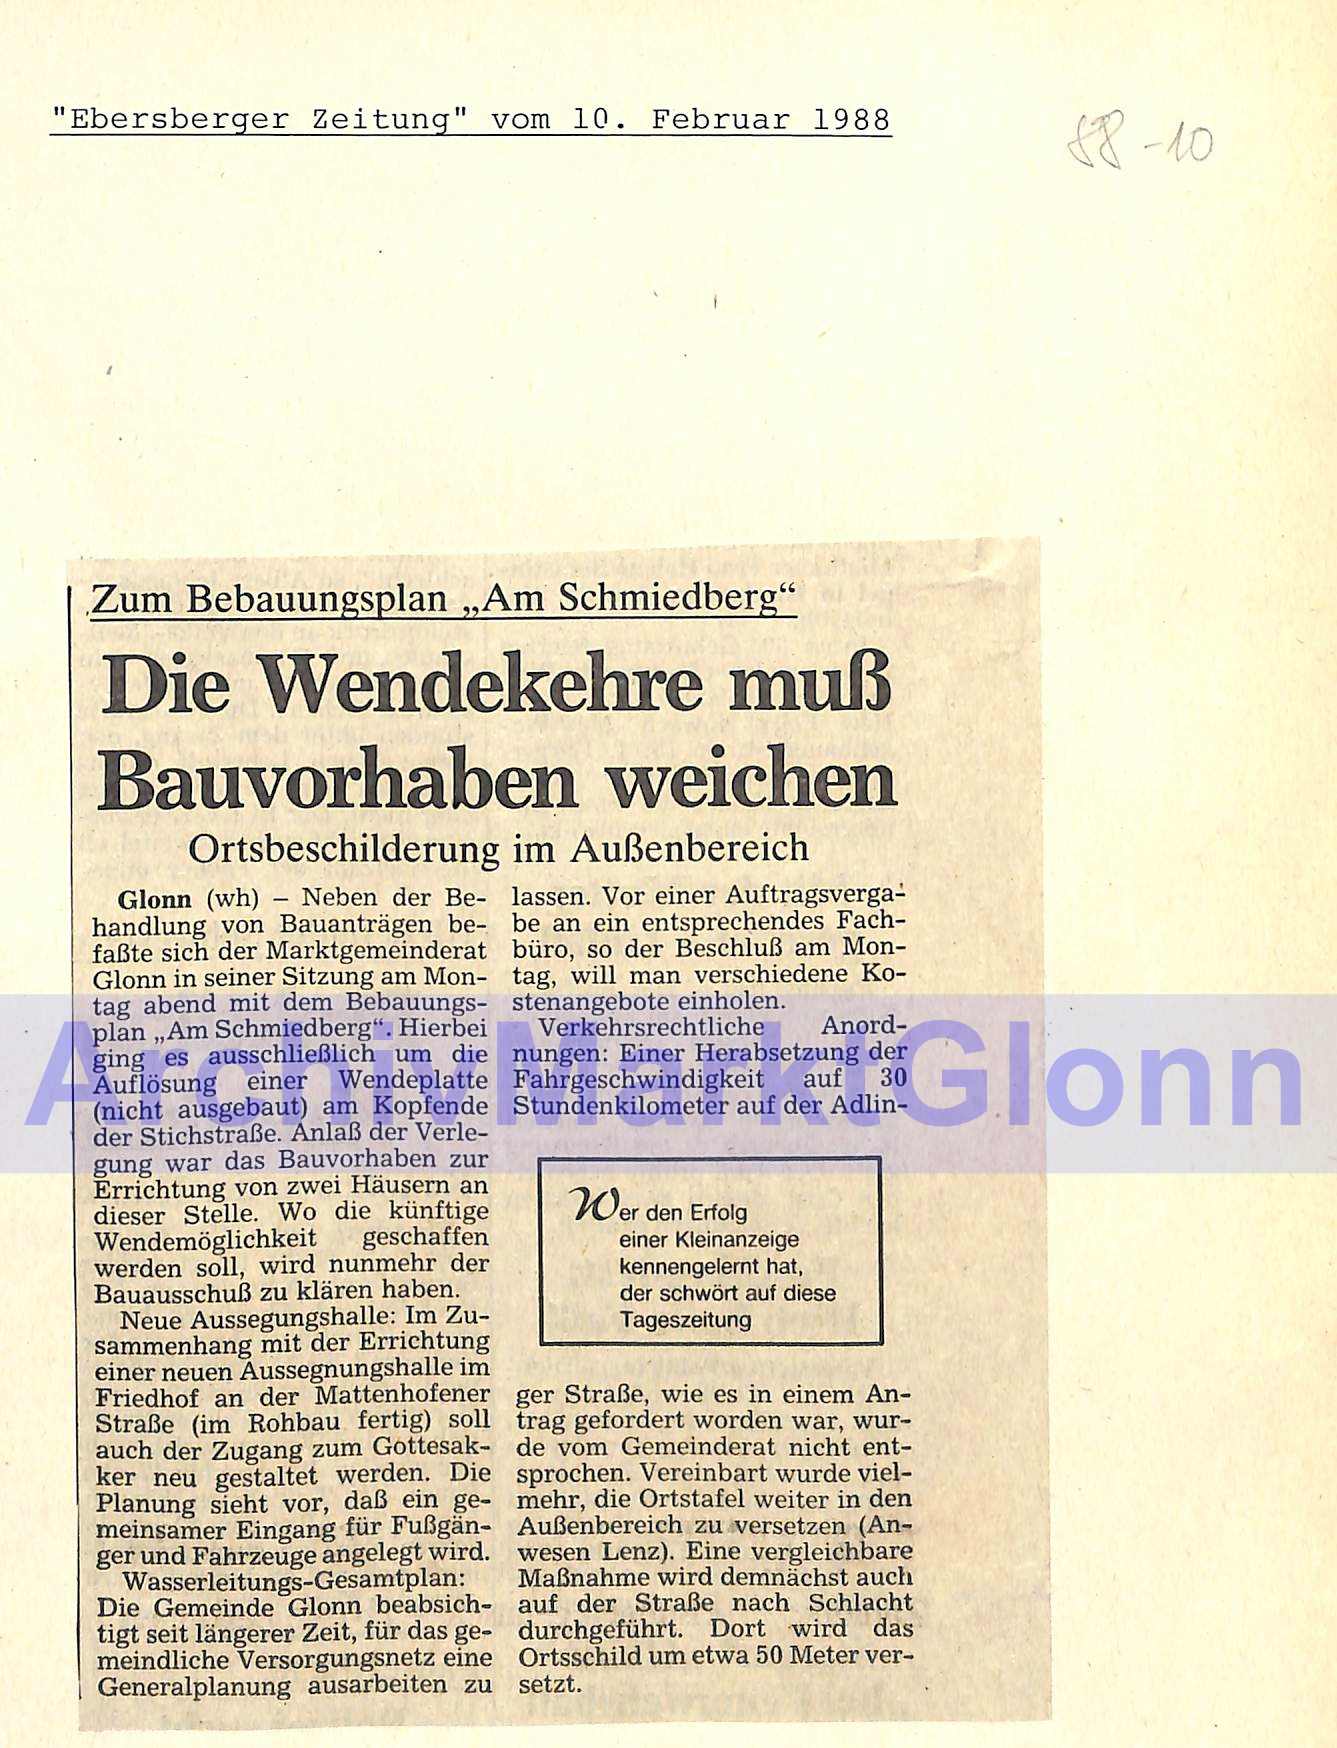 "Ebersberger Zeitung" vom 10. Februar 1988
88-10
Zum Bebauungsplan „Am Schmiedberg“
Die Wendekehre muß
Bauvorhaben weichen
Ortsbeschilderung im Außenbereich
Glonn (wh) – Neben der Be-
handlung von Bauanträgen be-
faßte sich der Marktgemeinderat
Glonn in seiner Sitzung am Mon-
tag abend mit dem Bebauungs-
plan „Am Schmiedberg“. Hierbei
ging es ausschließlich um die
Auflösung einer Wendeplatte
(nicht ausgebaut) am Kopfende
der Stichstraße. Anlaß der Verle-
gung war das Bauvorhaben zur
Errichtung von zwei Häusern an
dieser Stelle. Wo die künftige
Wendemöglichkeit geschaffen
werden soll, wird nunmehr der
Bauausschuß zu klären haben.
Neue Aussegungshalle: Im Zu-
sammenhang mit der Errichtung
einer neuen Aussegnungshalle im
Friedhof an der Mattenhofener
Straße (im Rohbau fertig) soll
auch der Zugang zum Gottesak-
ker neu gestaltet werden. Die
Planung sieht vor, daß ein ge-
meinsamer Eingang für Fußgän-
ger und Fahrzeuge angelegt wird.
Wasserleitungs-Gesamtplan:
Die Gemeinde Glonn beabsich-
tigt seit längerer Zeit, für das ge-
meindliche Versorgungsnetz eine
Generalplanung ausarbeiten zu
lassen. Vor einer Auftragsverga-
be an ein entsprechendes Fach-
büro, so der Beschluß am Mon-
tag, will man verschiedene Ko-
stenangebote einholen.
Verkehrsrechtliche Anord-
nungen: Einer Herabsetzung der
Fahrgeschwindigkeit auf 30
Stundenkilometer auf der Adlin-
Wer den Erfolg
einer Kleinanzeige
kennengelernt hat,
der schwört auf diese
Tageszeitung
ger Straße, wie es in einem An-
trag gefordert worden war, wur-
de vom Gemeinderat nicht ent-
sprochen. Vereinbart wurde viel-
mehr, die Ortstafel weiter in den
Außenbereich zu versetzen (An-
wesen Lenz). Eine vergleichbare
Maßnahme wird demnächst auch
auf der Straße nach Schlacht
durchgeführt. Dort wird das
Ortsschild um etwa 50 Meter ver-
setzt.
ArchivMarktGlonn